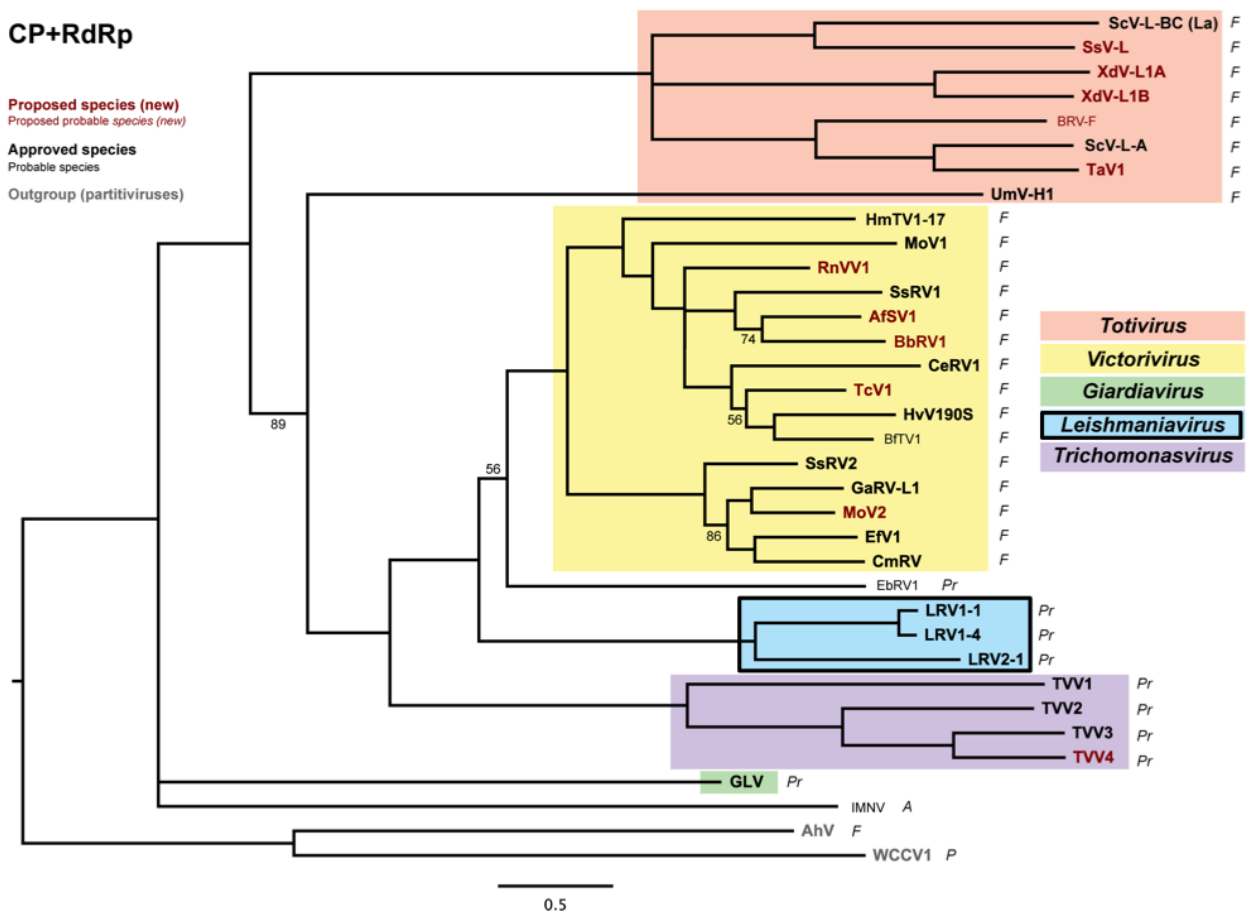 CP+RdRp
Proposed species (new)
Proposed probable species (new)
Approved species
Probable species
Outgroup (partitiviruses)
ScV-L-BC (La) F
SsV-L F
XdV-L1A F
XdV-L1B F
BRV-F F
ScV-L-A F
TaV1 F
UmV-H1 F
HmTV1-17 F
MoV1 F
RnVV1 F
SsRV1 F
AfSV1 F
74
BbRV1 F
CeRV1 F
TcV1 F
56
HvV190S F
BfTV1 F
89
56
SsRV2 F
GaRV-L1 F
MoV2 F
86
EfV1 F
CmRV F
EbRV1 Pr
LRV1-1 Pr
LRV1-4 Pr
LRV2-1 Pr
TVV1 Pr
TVV2 Pr
TVV3 Pr
TVV4 Pr
GLV Pr
IMNV A
AhV F
WCCV1 P
0.5
Totivirus
Victorivirus
Giardiavirus
Leishmaniavirus
Trichomonasvirus